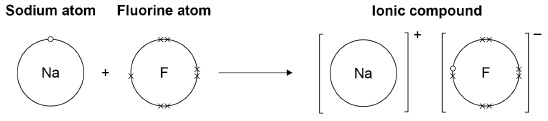 Sodium atom Fluorine atom Ionic compound
Na + F Na + F −